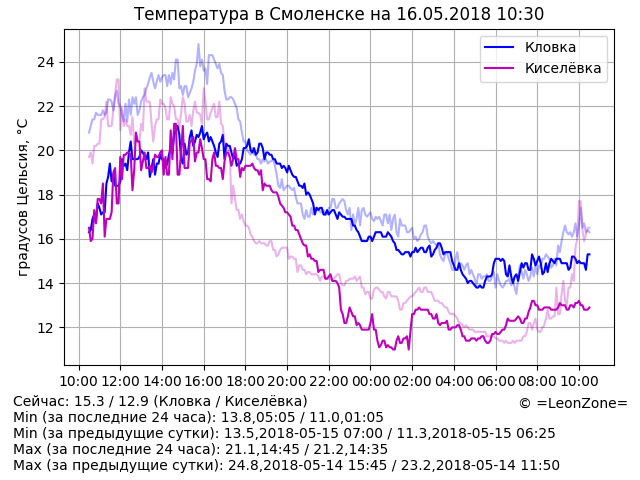 Температура в Смоленске на 16.05.2018 10:30
Кловка
Киселёвка
градусов Цельсия, °C
24
22
20
18
16
14
12
10:00 12:00 14:00 16:00 18:00 20:00 22:00 00:00 02:00 04:00 06:00 08:00 10:00
Сейчас: 15.3 / 12.9 (Кловка / Киселёвка)
© =LeonZone=
Min (за последние 24 часа): 13.8,05:05 / 11.0,01:05
Min (за предыдущие сутки): 13.5,2018-05-15 07:00 / 11.3,2018-05-15 06:25
Max (за последние 24 часа): 21.1,14:45 / 21.2,14:35
Max (за предыдущие сутки): 24.8,2018-05-14 15:45 / 23.2,2018-05-14 11:50